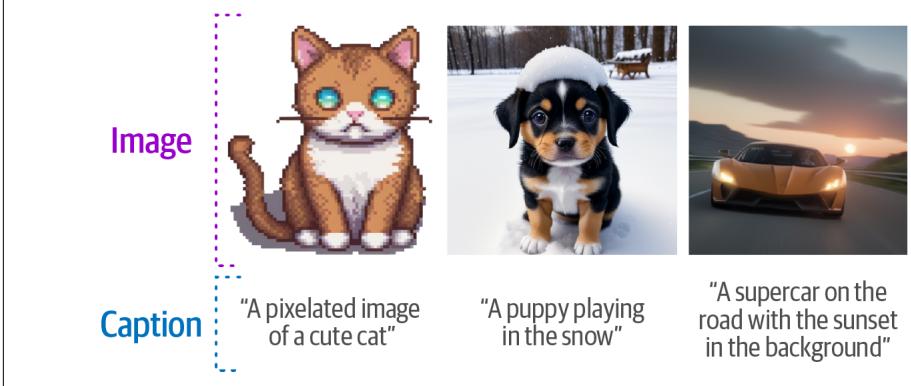 Image
Caption
“A pixelated image
of a cute cat”
“A puppy playing
in the snow”
“A supercar on the
road with the sunset
in the background”